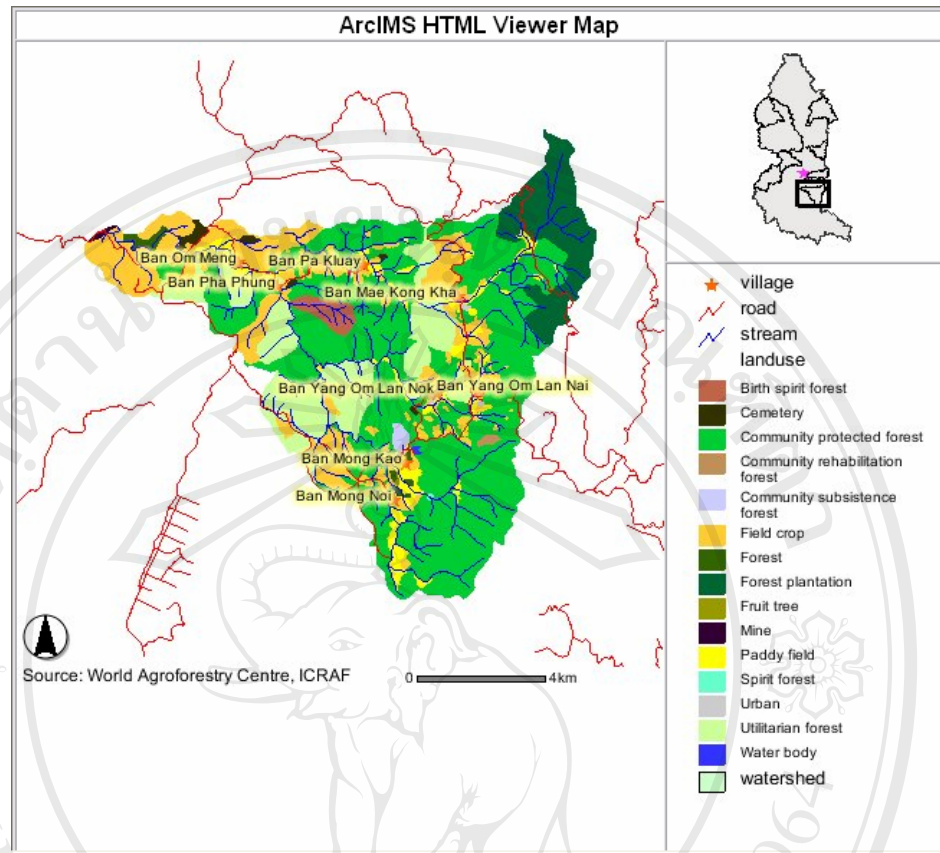 ArcIMS HTML Viewer Map
Ban Om Meng
Ban Pa Kluay
Ban Pha Phung
Ban Mae Kong Kha
Ban Yang Om Lan Nok
Ban Yang Om Lan Nai
Ban Mong Kao
Ban Mong Noi
Source: World Agroforestry Centre, ICRAF
0
4km
village
road
stream
landuse
Birth spirit forest
Cemetery
Community protected forest
Community rehabilitation
forest
Community subsistence
forest
Field crop
Forest
Forest plantation
Fruit tree
Mine
Paddy field
Spirit forest
Urban
Utilitarian forest
Water body
watershed